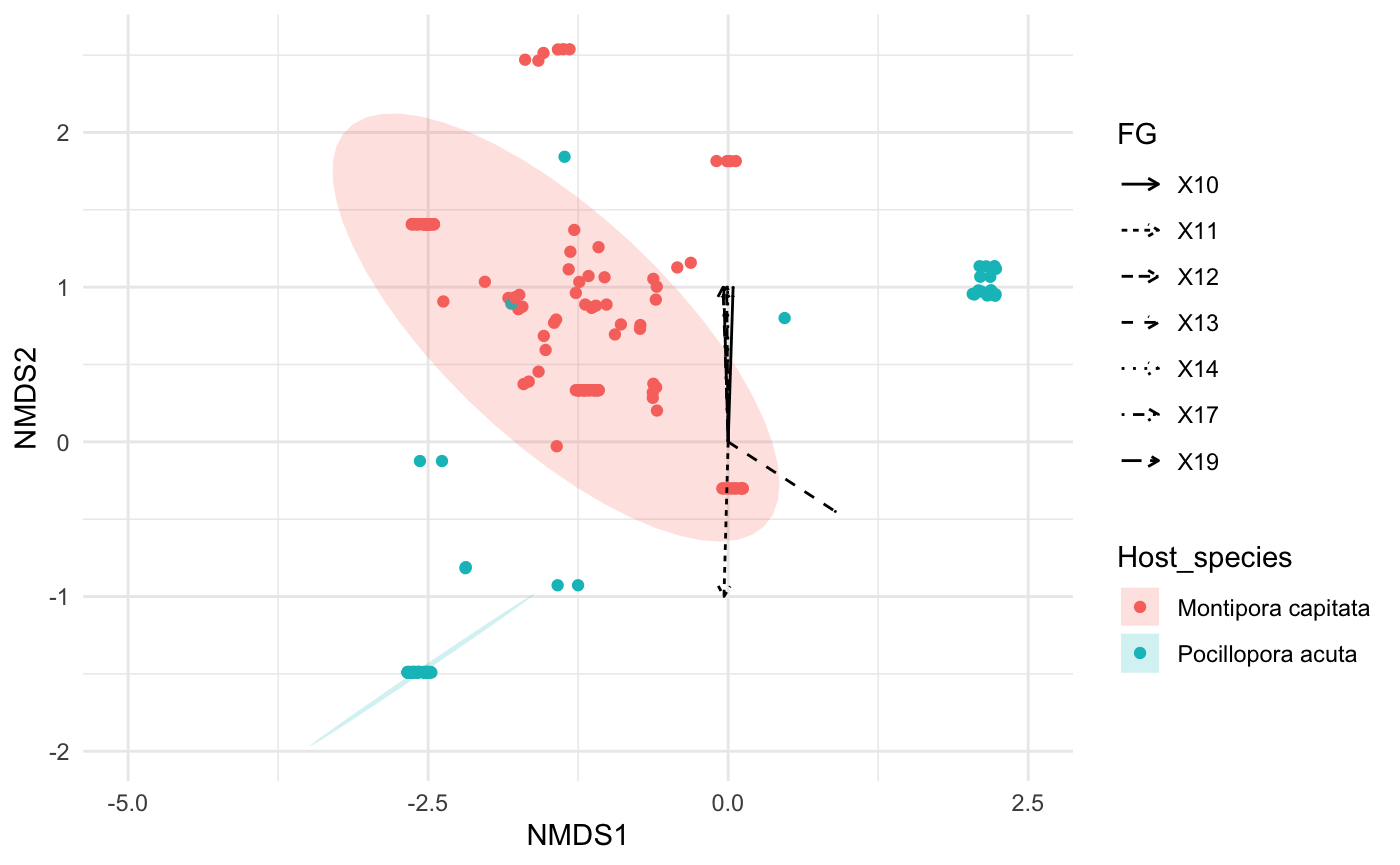 2
1
0
-1
-2
NMDS2
-5.0
-2.5
0.0
2.5
NMDS1
FG
X10
X11
X12
X13
X14
X17
X19
Host_species
Montipora capitata
Pocillopora acuta